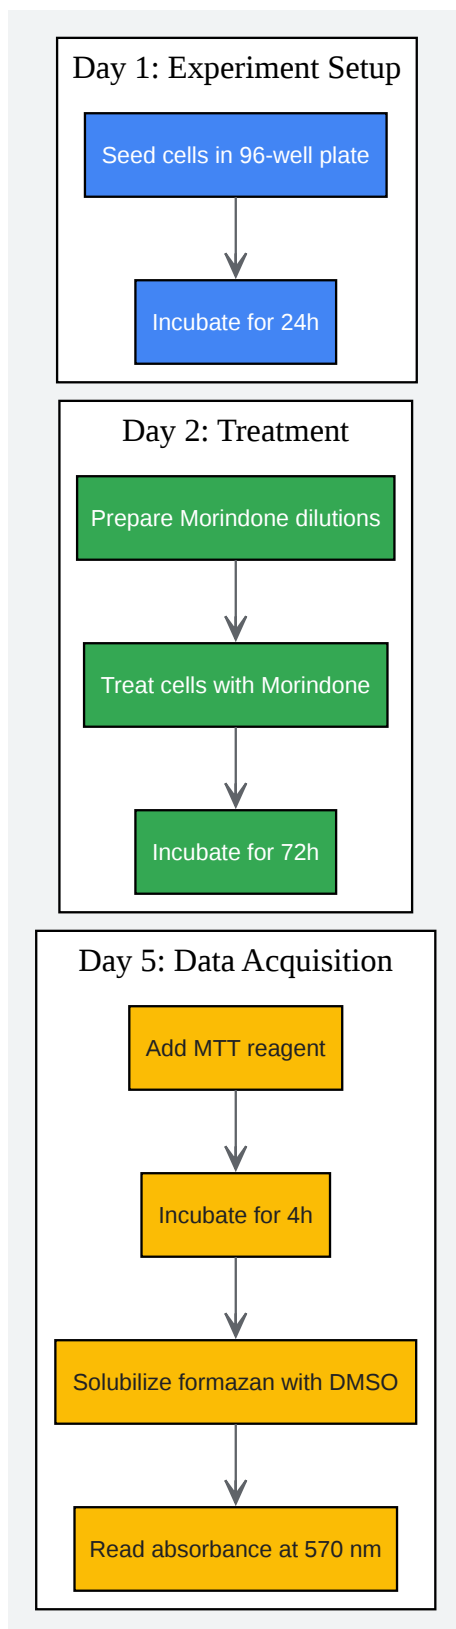 Day 1: Experiment Setup
Seed cells in 96-well plate
Incubate for 24h
Day 2: Treatment
Prepare Morindone dilutions
Treat cells with Morindone
Incubate for 72h
Day 5: Data Acquisition
Add MTT reagent
Incubate for 4h
Solubilize formazan with DMSO
Read absorbance at 570 nm